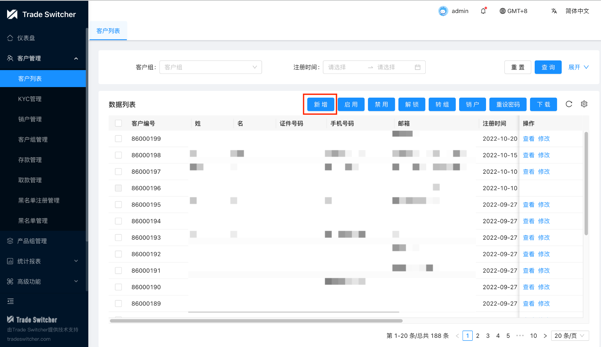 Trade Switcher
admin
GMT+8
简体中文
仪表盘
客户管理
客户列表
KYC管理
销户管理
客户组管理
存款管理
取款管理
黑名单注册管理
黑名单管理
产品组管理
统计报表
高级功能
Trade Switcher
由Trade Switcher提供技术支持
tradeswitcher.com
客户列表
客户组: 客户组
注册时间: 请选择 → 请选择
重置 查询 展开
数据列表
新增 启用 禁用 解锁 转组 销户 重设密码 下载
客户编号 姓 名 证件号码 手机号码 邮箱 注册时间 操作
86000199 2022-10-20 查看 修改
86000198 2022-10-15 查看 修改
86000197 2022-10-10 查看 修改
86000196 2022-10-10
86000195 2022-09-27 查看 修改
86000194 2022-09-27 查看 修改
86000193 2022-09-27 查看 修改
86000192 2022-09-27 查看 修改
86000191 2022-09-27 查看 修改
86000190 2022-09-27 查看 修改
86000189 2022-09-27 查看 修改
第 1-20 条/总共 188 条 < 1 2 3 4 5 ••• 10 > 20 条/页